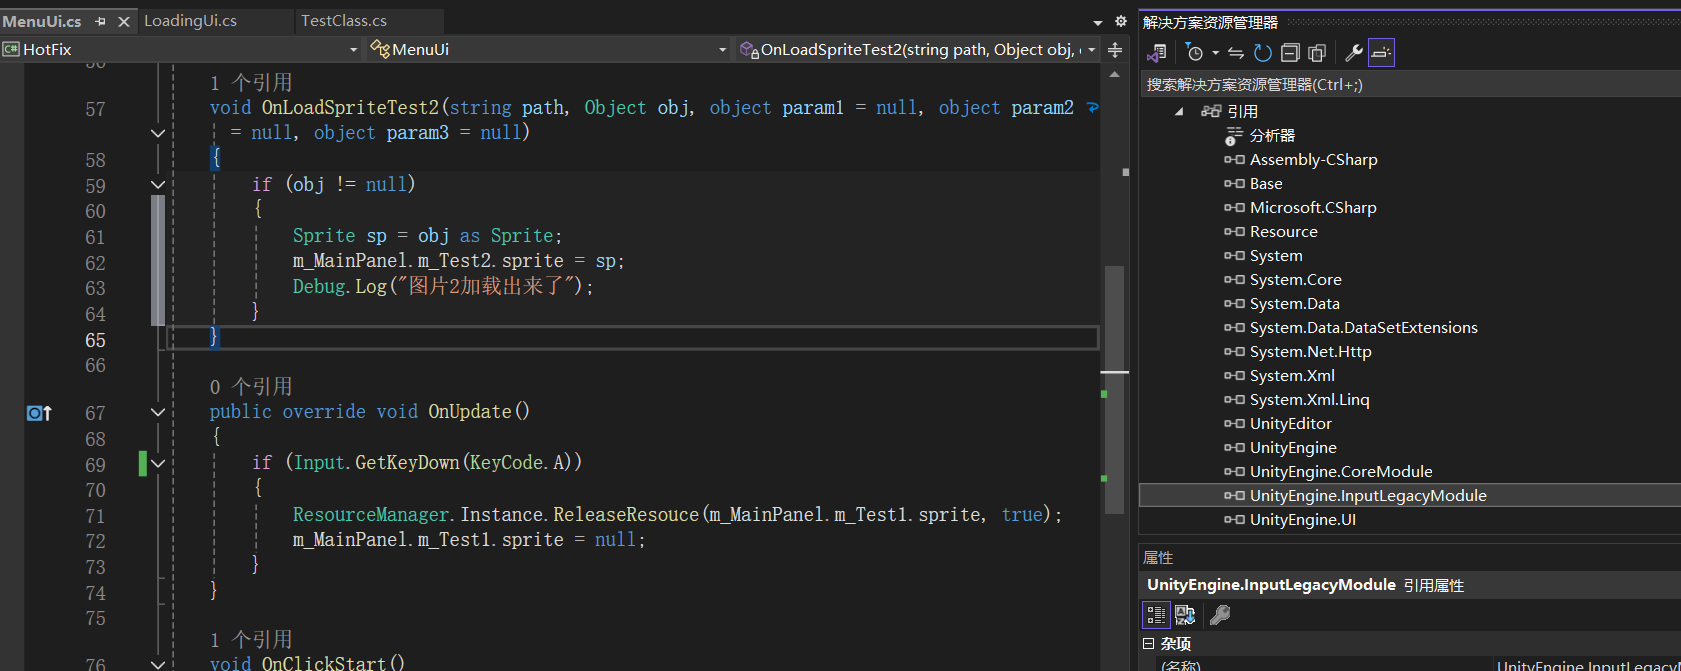 MenuUi.cs
LoadingUi.cs
TestClass.cs
HotFix
MenuUi
OnLoadSpriteTest2(string path, Object obj,
1 个引用
57 void OnLoadSpriteTest2(string path, Object obj, object param1 = null, object param2
= null, object param3 = null)
58 {
59 if (obj != null)
60 {
61 Sprite sp = obj as Sprite;
62 m_MainPanel.m_Test2.sprite = sp;
63 Debug.Log("图片2加载出来了");
64 }
65 }
66
0 个引用
67 public override void OnUpdate()
68 {
69 if (Input.GetKeyDown(KeyCode.A))
70 {
71 ResourceManager.Instance.ReleaseResouce(m_MainPanel.m_Test1.sprite, true);
72 m_MainPanel.m_Test1.sprite = null;
73 }
74 }
75
1 个引用
76 void OnClickStart()
解决方案资源管理器
搜索解决方案资源管理器(Ctrl+;)
引用
分析器
Assembly-CSharp
Base
Microsoft.CSharp
Resource
System
System.Core
System.Data
System.Data.DataSetExtensions
System.Net.Http
System.Xml
System.Xml.Linq
UnityEditor
UnityEngine
UnityEngine.CoreModule
UnityEngine.InputLegacyModule
UnityEngine.UI
属性
UnityEngine.InputLegacyModule 引用属性
杂项
(名称) UnityEngine.InputLegacyM